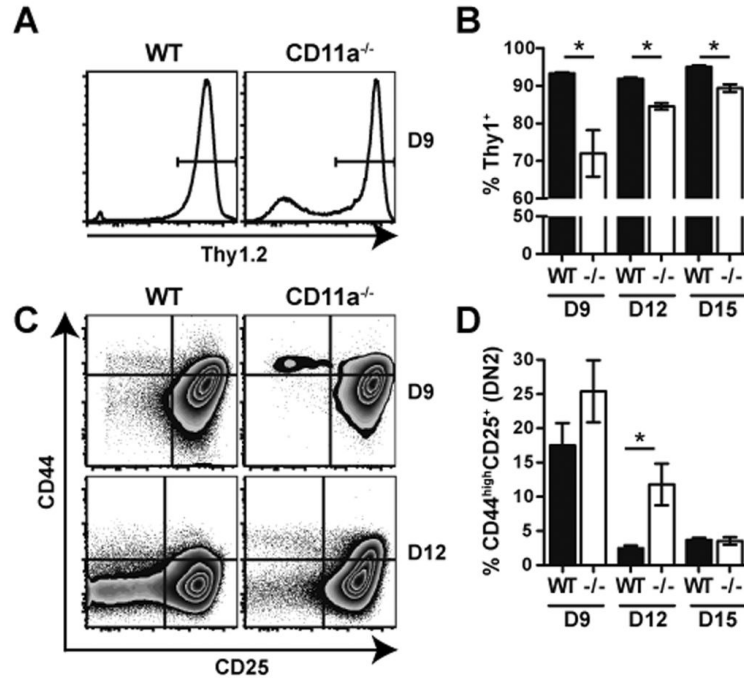 A
WT
CD11a-/-
D9
Thy1.2
B
% Thy1+
100
90
80
70
60
50
0
*
*
*
WT -/- WT -/- WT -/-
D9 D12 D15
C
WT
CD11a-/-
D9
D12
CD44
CD25
D
% CD44highCD25+ (DN2)
30
25
20
15
10
5
0
*
WT -/- WT -/- WT -/-
D9 D12 D15